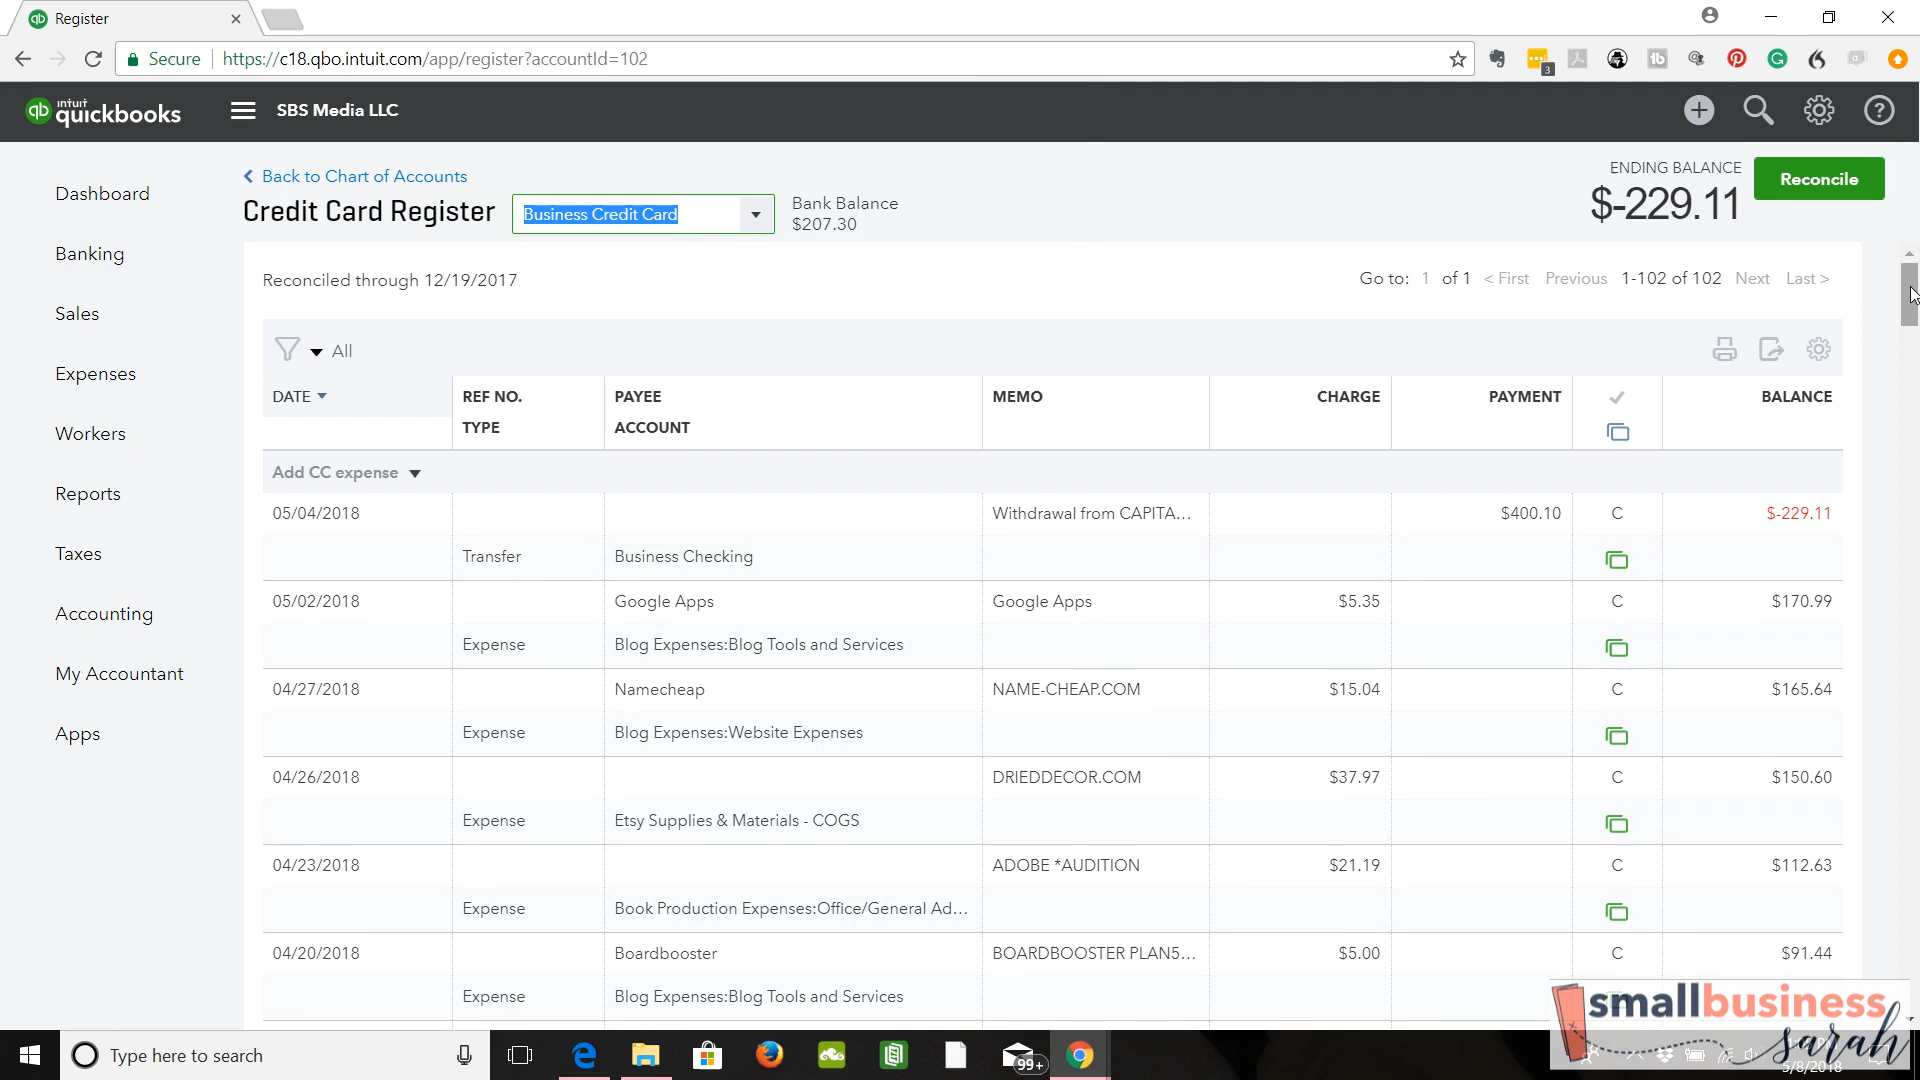 Register
Secure https://c18.qbo.intuit.com/app/register?accountId=102
3
intuit
qb quickbooks SBS Media LLC
Dashboard
Banking
Sales
Expenses
Workers
Reports
Taxes
Accounting
My Accountant
Apps
Back to Chart of Accounts
Credit Card Register Business Credit Card
Bank Balance
$207.30
ENDING BALANCE
$-229.11
Reconcile
Reconciled through 12/19/2017
Go to: 1 of 1 < First Previous 1-102 of 102 Next Last >
All
DATE REF NO. PAYEE MEMO CHARGE PAYMENT BALANCE
TYPE ACCOUNT
Add CC expense
05/04/2018 Withdrawal from CAPITA... $400.10 C $-229.11
Transfer Business Checking
05/02/2018 Google Apps Google Apps $5.35 C $170.99
Expense Blog Expenses:Blog Tools and Services
04/27/2018 Namecheap NAME-CHEAP.COM $15.04 C $165.64
Expense Blog Expenses:Website Expenses
04/26/2018 DRIEDDECOR.COM $37.97 C $150.60
Expense Etsy Supplies & Materials - COGS
04/23/2018 ADOBE *AUDITION $21.19 C $112.63
Expense Book Production Expenses:Office/General Ad...
04/20/2018 Boardbooster BOARDBOOSTER PLAN5... $5.00 C $91.44
Expense Blog Expenses:Blog Tools and Services
smallbusiness
sarah
Type here to search
99+
5/8/2018